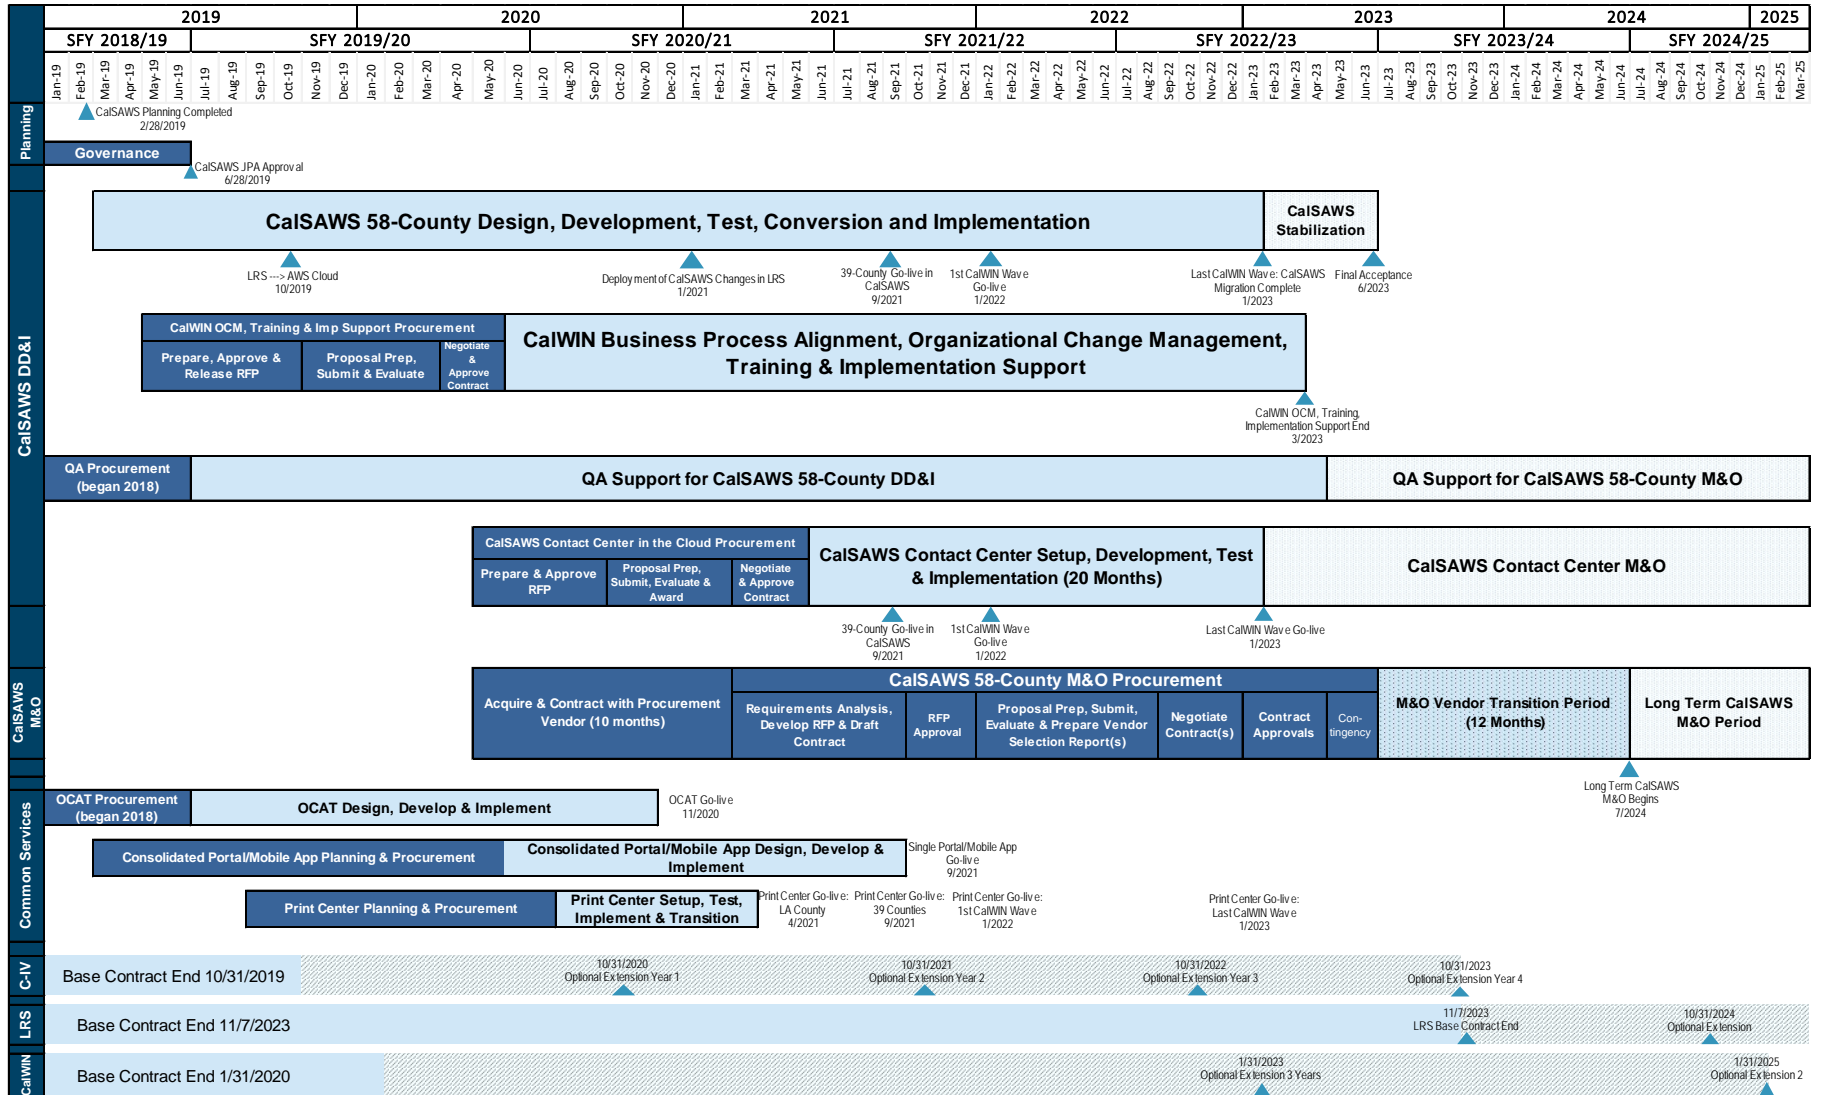 2019 2020 2021 2022 2023 2024 2025
SFY 2018/19 SFY 2019/20 SFY 2020/21 SFY 2021/22 SFY 2022/23 SFY 2023/24 SFY 2024/25
Jan-19 Feb-19 Mar-19 Apr-19 May-19 Jun-19 Jul-19 Aug-19 Sep-19 Oct-19 Nov-19 Dec-19 Jan-20 Feb-20 Mar-20 Apr-20 May-20 Jun-20 Jul-20 Aug-20 Sep-20 Oct-20 Nov-20 Dec-20 Jan-21 Feb-21 Mar-21 Apr-21 May-21 Jun-21 Jul-21 Aug-21 Sep-21 Oct-21 Nov-21 Dec-21 Jan-22 Feb-22 Mar-22 Apr-22 May-22 Jun-22 Jul-22 Aug-22 Sep-22 Oct-22 Nov-22 Dec-22 Jan-23 Feb-23 Mar-23 Apr-23 May-23 Jun-23 Jul-23 Aug-23 Sep-23 Oct-23 Nov-23 Dec-23 Jan-24 Feb-24 Mar-24 Apr-24 May-24 Jun-24 Jul-24 Aug-24 Sep-24 Oct-24 Nov-24 Dec-24 Jan-25 Feb-25 Mar-25
Planning
CalSAWS Planning Completed
2/28/2019
Governance
CalSAWS JPA Approval
6/28/2019
CalSAWS DD&I
CalSAWS 58-County Design, Development, Test, Conversion and Implementation
CalSAWS
Stabilization
LRS ---> AWS Cloud
10/2019
Deployment of CalSAWS Changes in LRS
1/2021
39-County Go-live in
CalSAWS
9/2021
1st CalWIN Wave
Go-live
1/2022
Last CalWIN Wave: CalSAWS
Migration Complete
1/2023
Final Acceptance
6/2023
CalWIN OCM, Training & Imp Support Procurement
Prepare, Approve &
Release RFP
Proposal Prep,
Submit & Evaluate
Negotiate
&
Approve
Contract
CalWIN Business Process Alignment, Organizational Change Management,
Training & Implementation Support
CalWIN OCM, Training,
Implementation Support End
3/2023
QA Procurement
(began 2018)
QA Support for CalSAWS 58-County DD&I
QA Support for CalSAWS 58-County M&O
CalSAWS Contact Center in the Cloud Procurement
Prepare & Approve
RFP
Proposal Prep,
Submit, Evaluate &
Award
Negotiate
& Approve
Contract
CalSAWS Contact Center Setup, Development, Test
& Implementation (20 Months)
CalSAWS Contact Center M&O
39-County Go-live in
CalSAWS
9/2021
1st CalWIN Wave
Go-live
1/2022
Last CalWIN Wave Go-live
1/2023
CalSAWS
M&O
Acquire & Contract with Procurement
Vendor (10 months)
CalSAWS 58-County M&O Procurement
Requirements Analysis,
Develop RFP & Draft
Contract
RFP
Approval
Proposal Prep, Submit,
Evaluate & Prepare Vendor
Selection Report(s)
Negotiate
Contract(s)
Contract
Approvals
Con-
tingency
M&O Vendor Transition Period
(12 Months)
Long Term CalSAWS
M&O Period
Long Term CalSAWS
M&O Begins
7/2024
Common Services
OCAT Procurement
(began 2018)
OCAT Design, Develop & Implement
OCAT Go-live
11/2020
Consolidated Portal/Mobile App Planning & Procurement
Consolidated Portal/Mobile App Design, Develop &
Implement
Single Portal/Mobile App
Go-live
9/2021
Print Center Planning & Procurement
Print Center Setup, Test,
Implement & Transition
Print Center Go-live:
LA County
4/2021
Print Center Go-live:
39 Counties
9/2021
Print Center Go-live:
1st CalWIN Wave
1/2022
Print Center Go-live:
Last CalWIN Wave
1/2023
C-IV
Base Contract End 10/31/2019
10/31/2020
Optional Extension Year 1
10/31/2021
Optional Extension Year 2
10/31/2022
Optional Extension Year 3
10/31/2023
Optional Extension Year 4
LRS
Base Contract End 11/7/2023
11/7/2023
LRS Base Contract End
10/31/2024
Optional Extension
CalWIN
Base Contract End 1/31/2020
1/31/2023
Optional Extension 3 Years
1/31/2025
Optional Extension 2